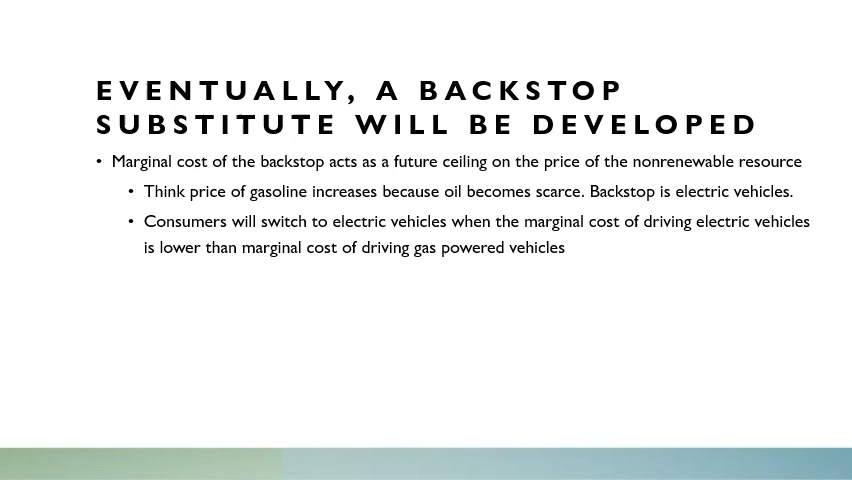 EVENTUALLY, A BACKSTOP
SUBSTITUTE WILL BE DEVELOPED
• Marginal cost of the backstop acts as a future ceiling on the price of the nonrenewable resource
• Think price of gasoline increases because oil becomes scarce. Backstop is electric vehicles.
• Consumers will switch to electric vehicles when the marginal cost of driving electric vehicles
is lower than marginal cost of driving gas powered vehicles